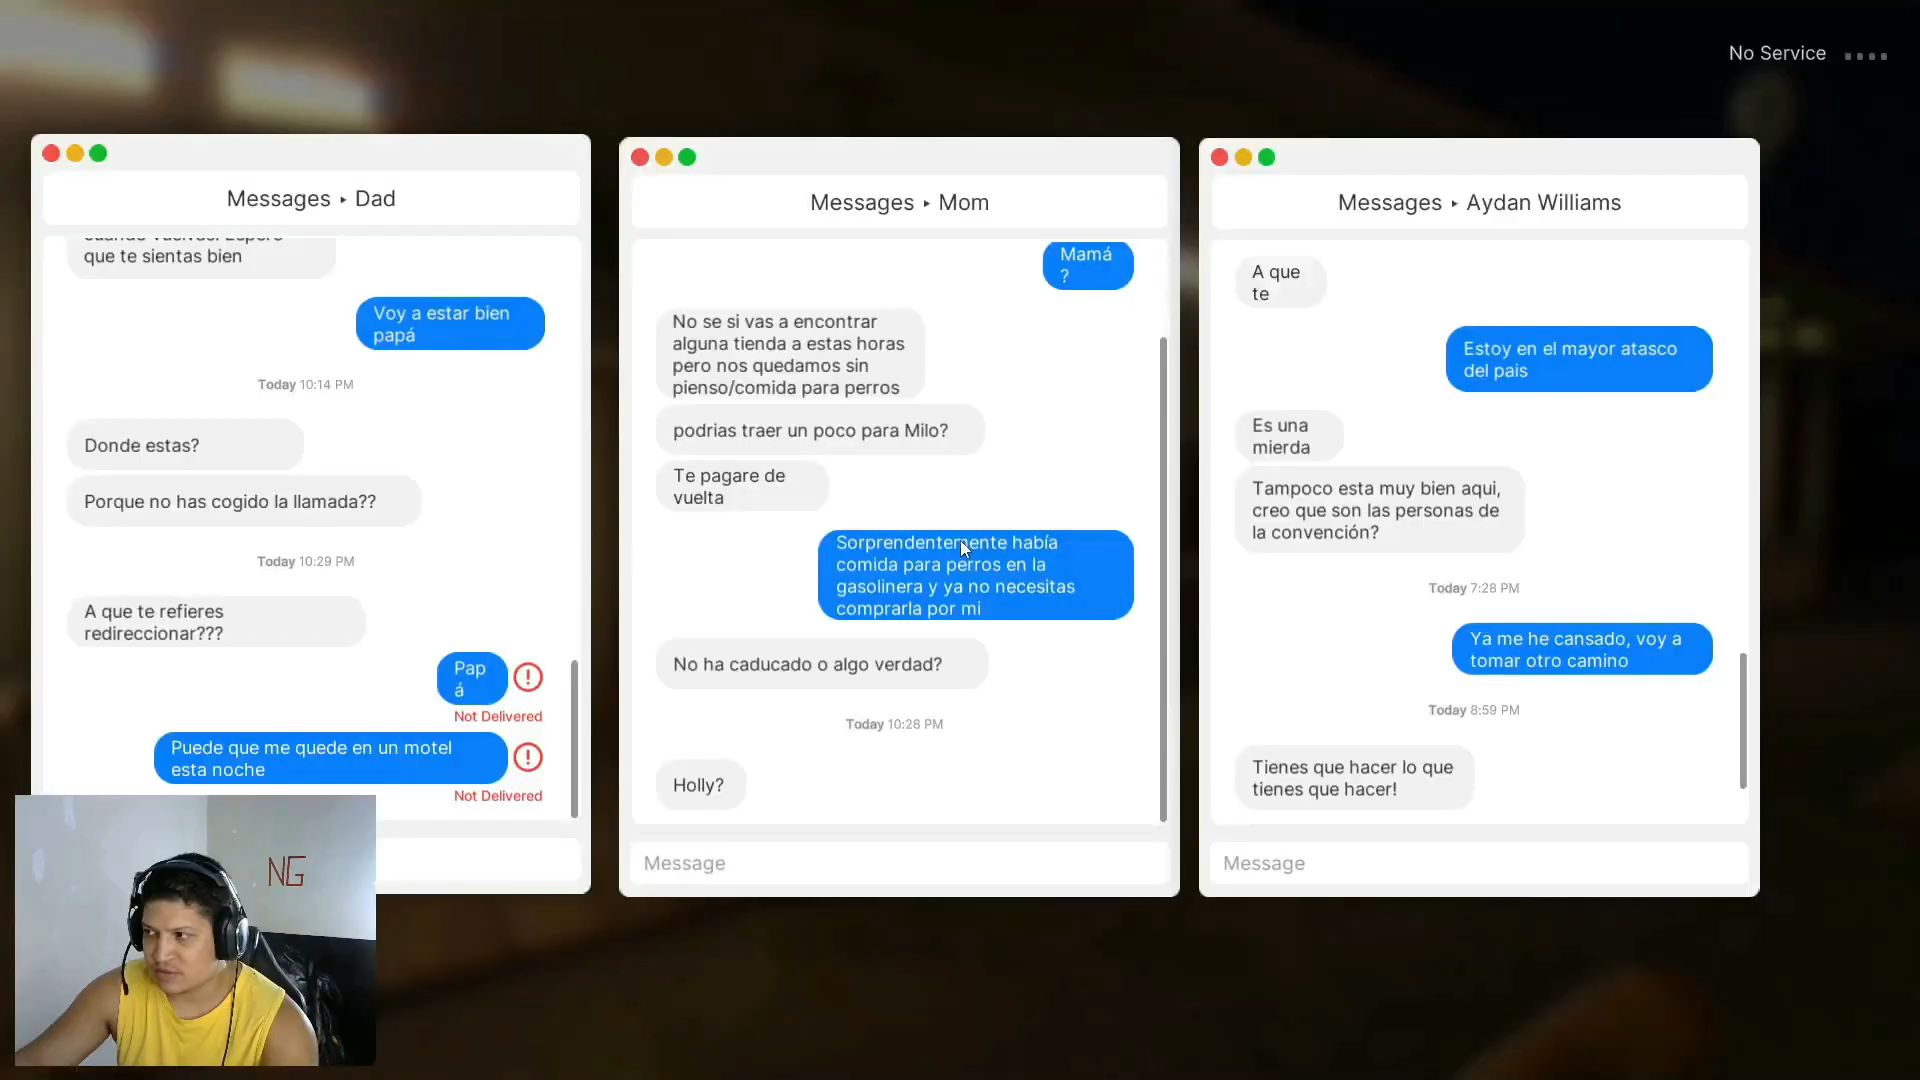 No Service
Messages ▸ Dad
cuando vuelvas. Espero
que te sientas bien
Voy a estar bien
papá
Today 10:14 PM
Donde estas?
Porque no has cogido la llamada??
Today 10:29 PM
A que te refieres
redireccionar???
Pap
á
Not Delivered
Puede que me quede en un motel
esta noche
Not Delivered
NG
Messages ▸ Mom
Mamá
?
No se si vas a encontrar
alguna tienda a estas horas
pero nos quedamos sin
pienso/comida para perros
podrias traer un poco para Milo?
Te pagare de
vuelta
Sorprendentemente había
comida para perros en la
gasolinera y ya no necesitas
comprarla por mi
No ha caducado o algo verdad?
Today 10:28 PM
Holly?
Message
Messages ▸ Aydan Williams
A que
te
Estoy en el mayor atasco
del pais
Es una
mierda
Tampoco esta muy bien aqui,
creo que son las personas de
la convención?
Today 7:28 PM
Ya me he cansado, voy a
tomar otro camino
Today 8:59 PM
Tienes que hacer lo que
tienes que hacer!
Message